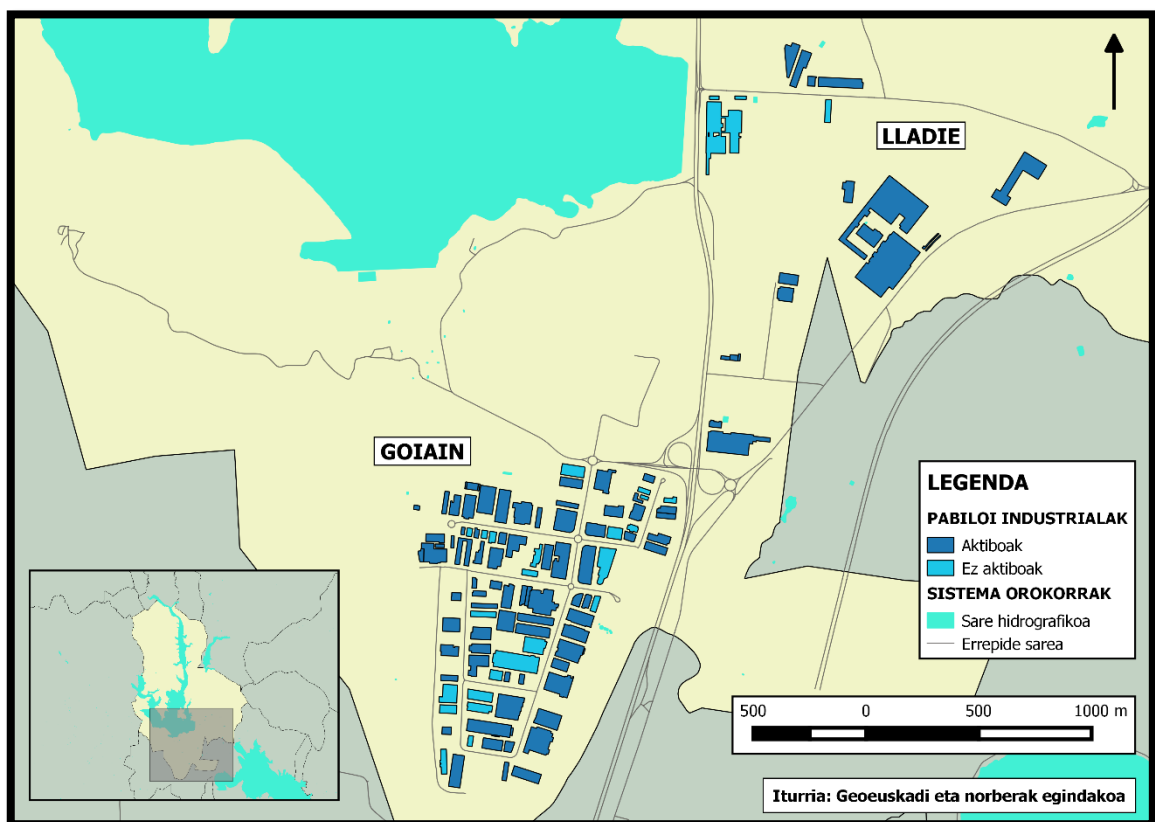 LLADIE
GOIAIN
LEGENDA
PABILOI INDUSTRIALAK
Aktiboak
Ez aktiboak
SISTEMA OROKORRAK
Sare hidrografikoa
Errepide sarea
500 0 500 1000 m
Iturria: Geoeuskadi eta norberak egindakoa